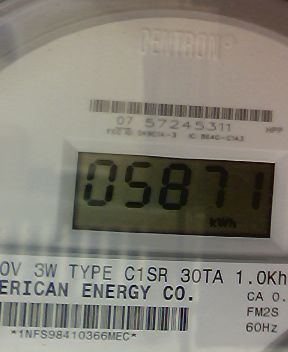 CENTRON®
07 57245311
HPP
05871
kWh
0V 3W TYPE C1SR 30TA 1.0Kh
ERICAN ENERGY CO.
CA 0.
FM2S
60Hz
*1NFS98410366MEC*